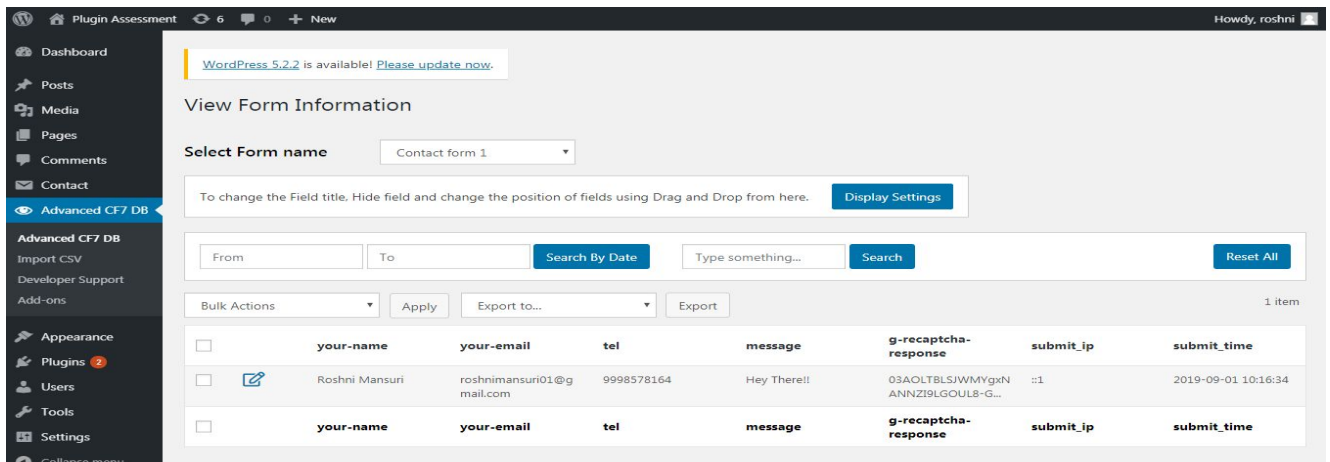 Plugin Assessment 6 0 + New Howdy, roshni
Dashboard
Posts
Media
Pages
Comments
Contact
Advanced CF7 DB
Advanced CF7 DB
Import CSV
Developer Support
Add-ons
Appearance
Plugins 2
Users
Tools
Settings
Collapse menu
WordPress 5.2.2 is available! Please update now.
View Form Information
Select Form name Contact form 1
To change the Field title, Hide field and change the position of fields using Drag and Drop from here. Display Settings
From To Search By Date Type something... Search Reset All
Bulk Actions Apply Export to... Export 1 item
your-name your-email tel message g-recaptcha-response submit_ip submit_time
Roshni Mansuri roshnimansuri01@gmail.com 9998578164 Hey There!! 03AOLTBLSJWMYgxNANNZI9LGOUL8-G... ::1 2019-09-01 10:16:34
your-name your-email tel message g-recaptcha-response submit_ip submit_time